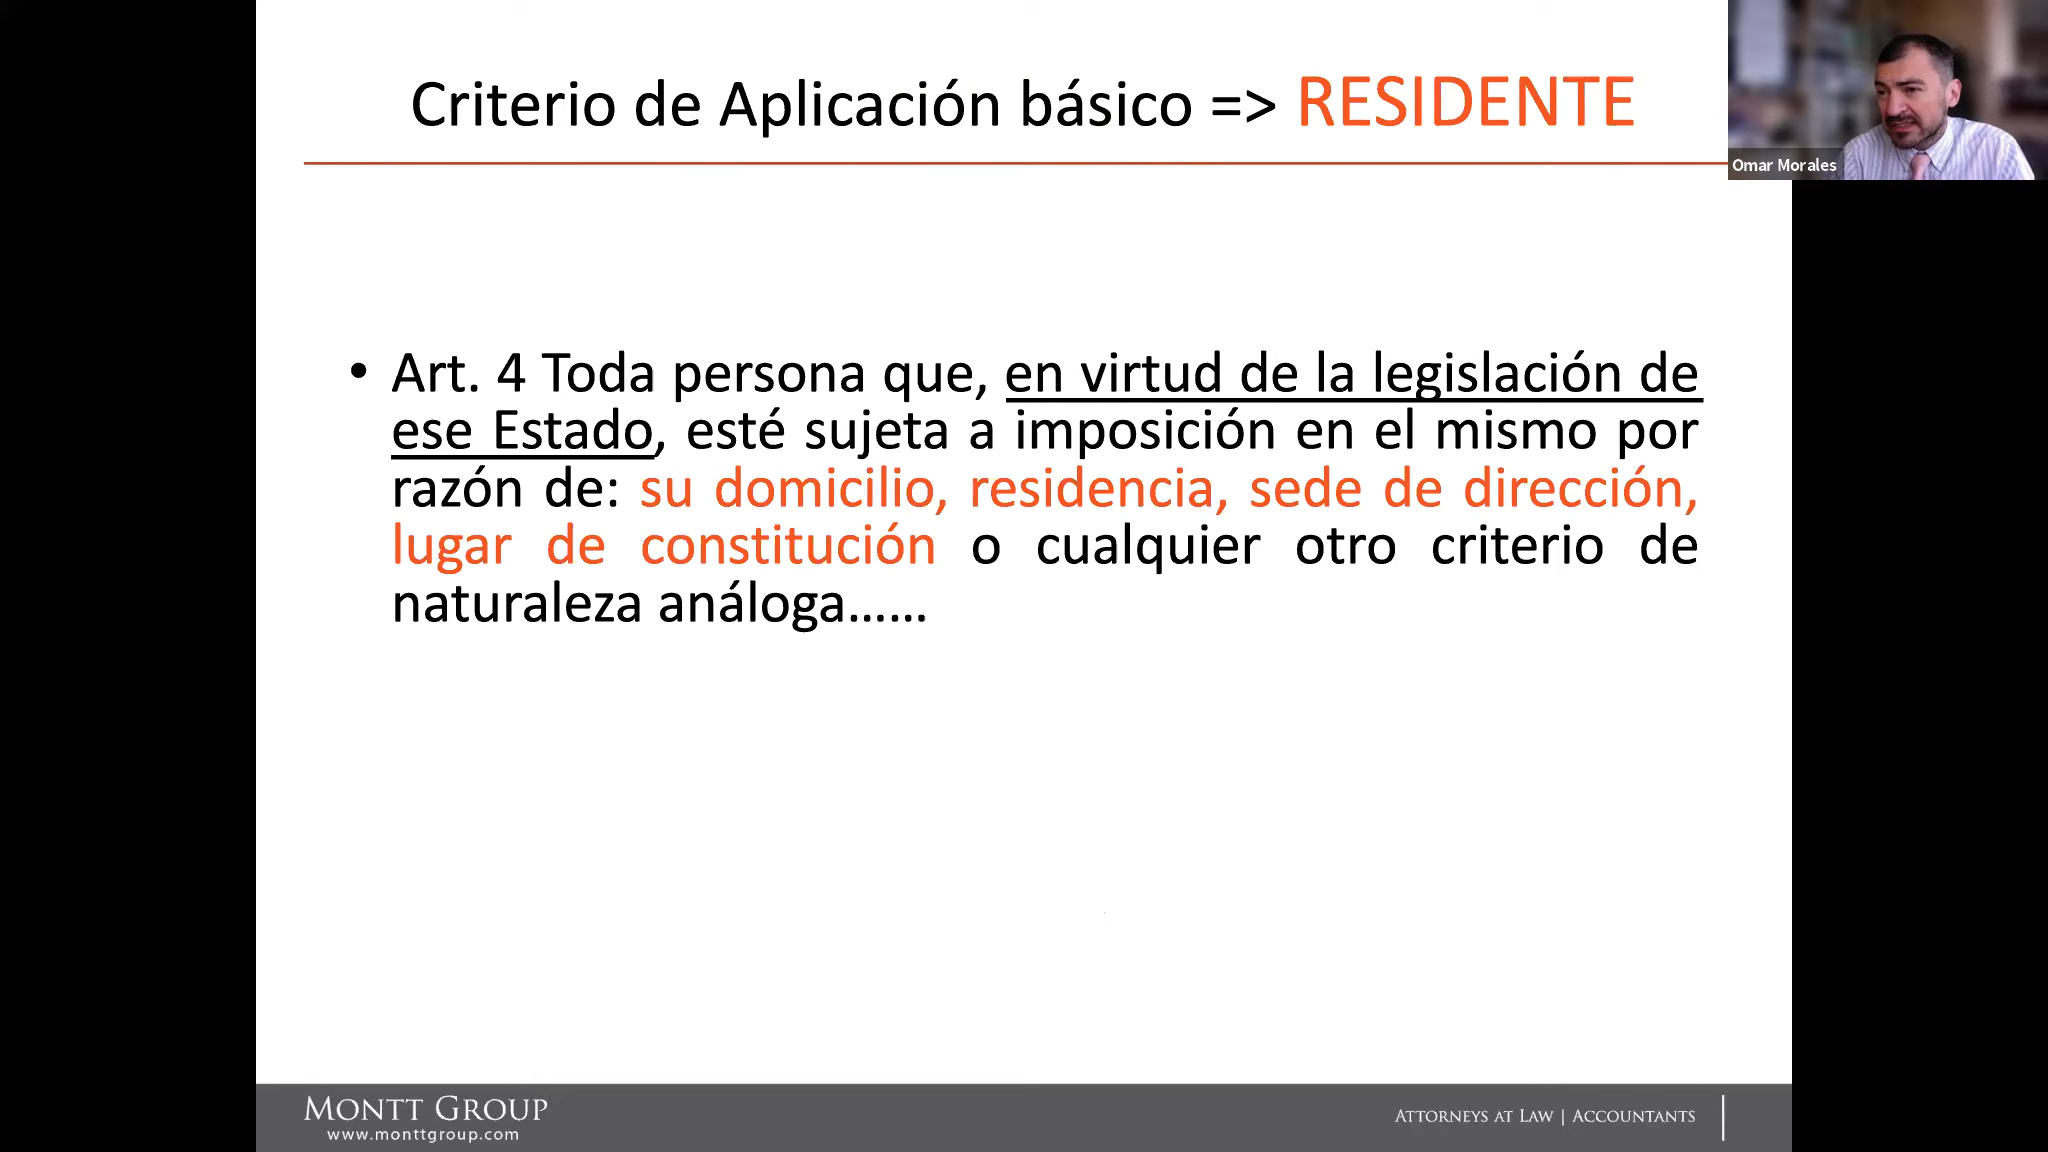 Criterio de Aplicación básico => RESIDENTE
Omar Morales
• Art. 4 Toda persona que, en virtud de la legislación de
ese Estado, esté sujeta a imposición en el mismo por
razón de: su domicilio, residencia, sede de dirección,
lugar de constitución o cualquier otro criterio de
naturaleza análoga……
MONTT GROUP
www.monttgroup.com
ATTORNEYS AT LAW | ACCOUNTANTS